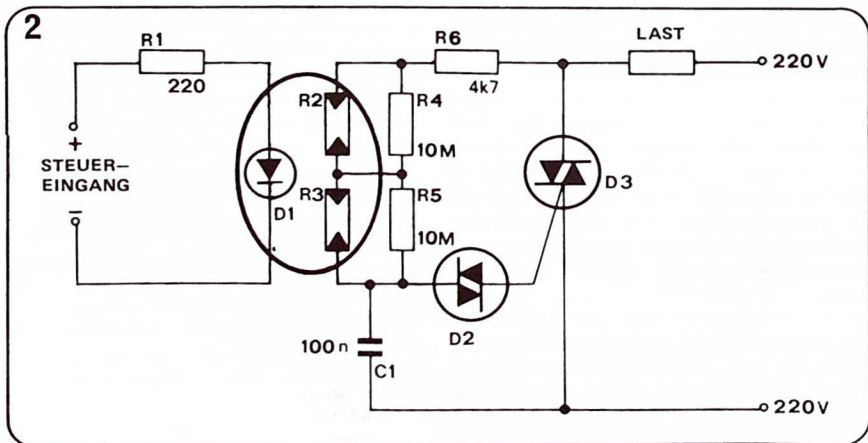 2
R1
220
+
STEUER–
EINGANG
–
D1
R2
R3
R4
10M
R5
10M
R6
4k7
LAST
220V
D3
D2
100n
C1
220V